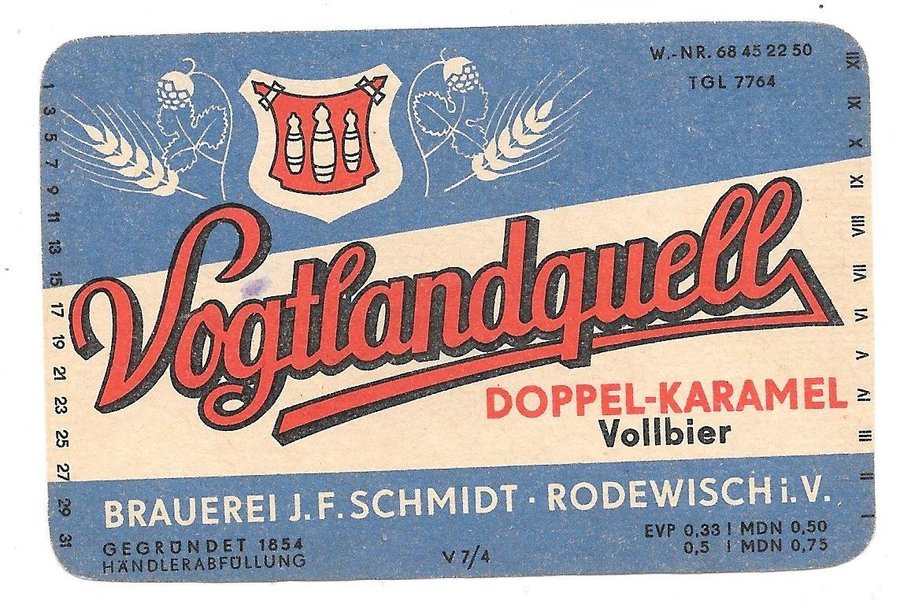 W.-NR. 68 45 22 50
TGL 7764
Vogtlandquell
DOPPEL-KARAMEL
Vollbier
BRAUEREI J.F. SCHMIDT · RODEWISCH i.V.
GEGRÜNDET 1854
HÄNDLERABFÜLLUNG
V 7/4
EVP 0,33 l MDN 0,50
0,5 l MDN 0,75
1 3 5 7 9 11 13 15 17 19 21 23 25 27 29 31
I II III IV V VI VII VIII IX X XI XII